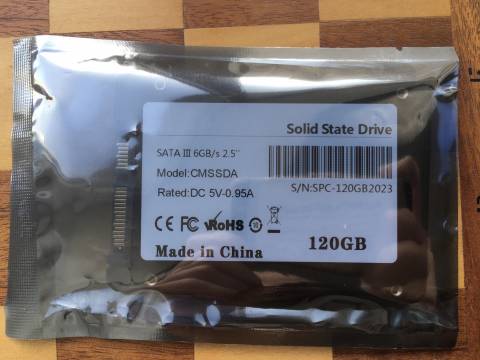 Solid State Drive
SATA III 6GB/s 2.5"
Model:CMSSDA
Rated:DC 5V-0.95A
S/N:SPC-120GB2023
CE FC RoHS
Made in China
120GB